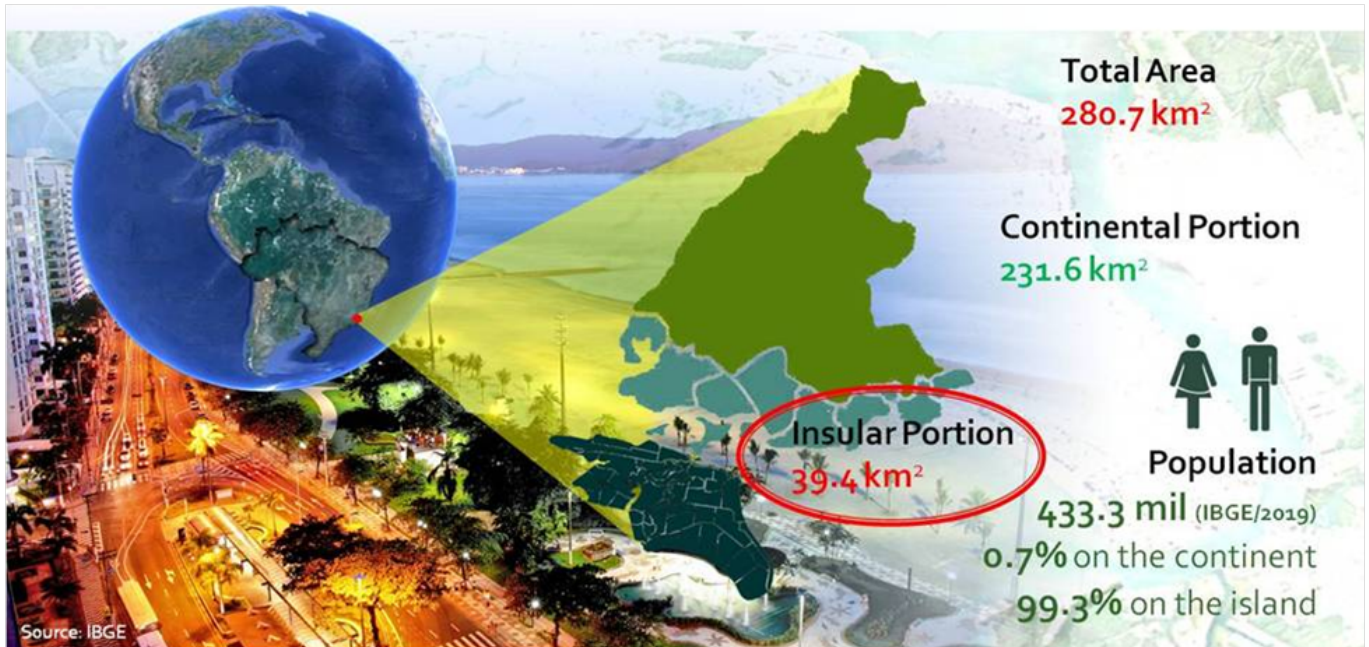 Total Area
280.7 km²
Continental Portion
231.6 km²
Insular Portion
39.4 km²
Population
433.3 mil (IBGE/2019)
0.7% on the continent
99.3% on the island
Source: IBGE